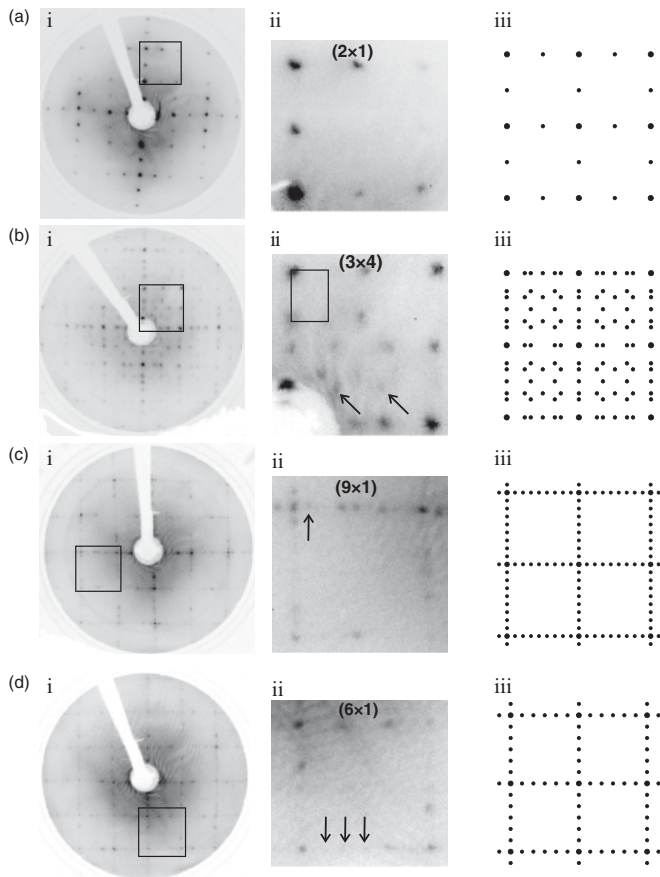 (a) i ii iii
(2×1)
(b) i ii iii
(3×4)
(c) i ii iii
(9×1)
(d) i ii iii
(6×1)